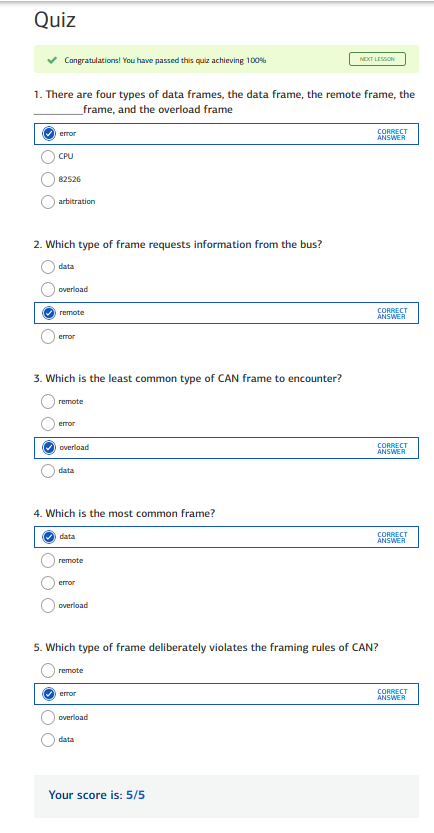 Quiz
Congratulations! You have passed this quiz achieving 100%
NEXT LESSON
1. There are four types of data frames, the data frame, the remote frame, the
_________frame, and the overload frame
error
CORRECT
ANSWER
CPU
82526
arbitration
2. Which type of frame requests information from the bus?
data
overload
remote
CORRECT
ANSWER
error
3. Which is the least common type of CAN frame to encounter?
remote
error
overload
CORRECT
ANSWER
data
4. Which is the most common frame?
data
CORRECT
ANSWER
remote
error
overload
5. Which type of frame deliberately violates the framing rules of CAN?
remote
error
CORRECT
ANSWER
overload
data
Your score is: 5/5